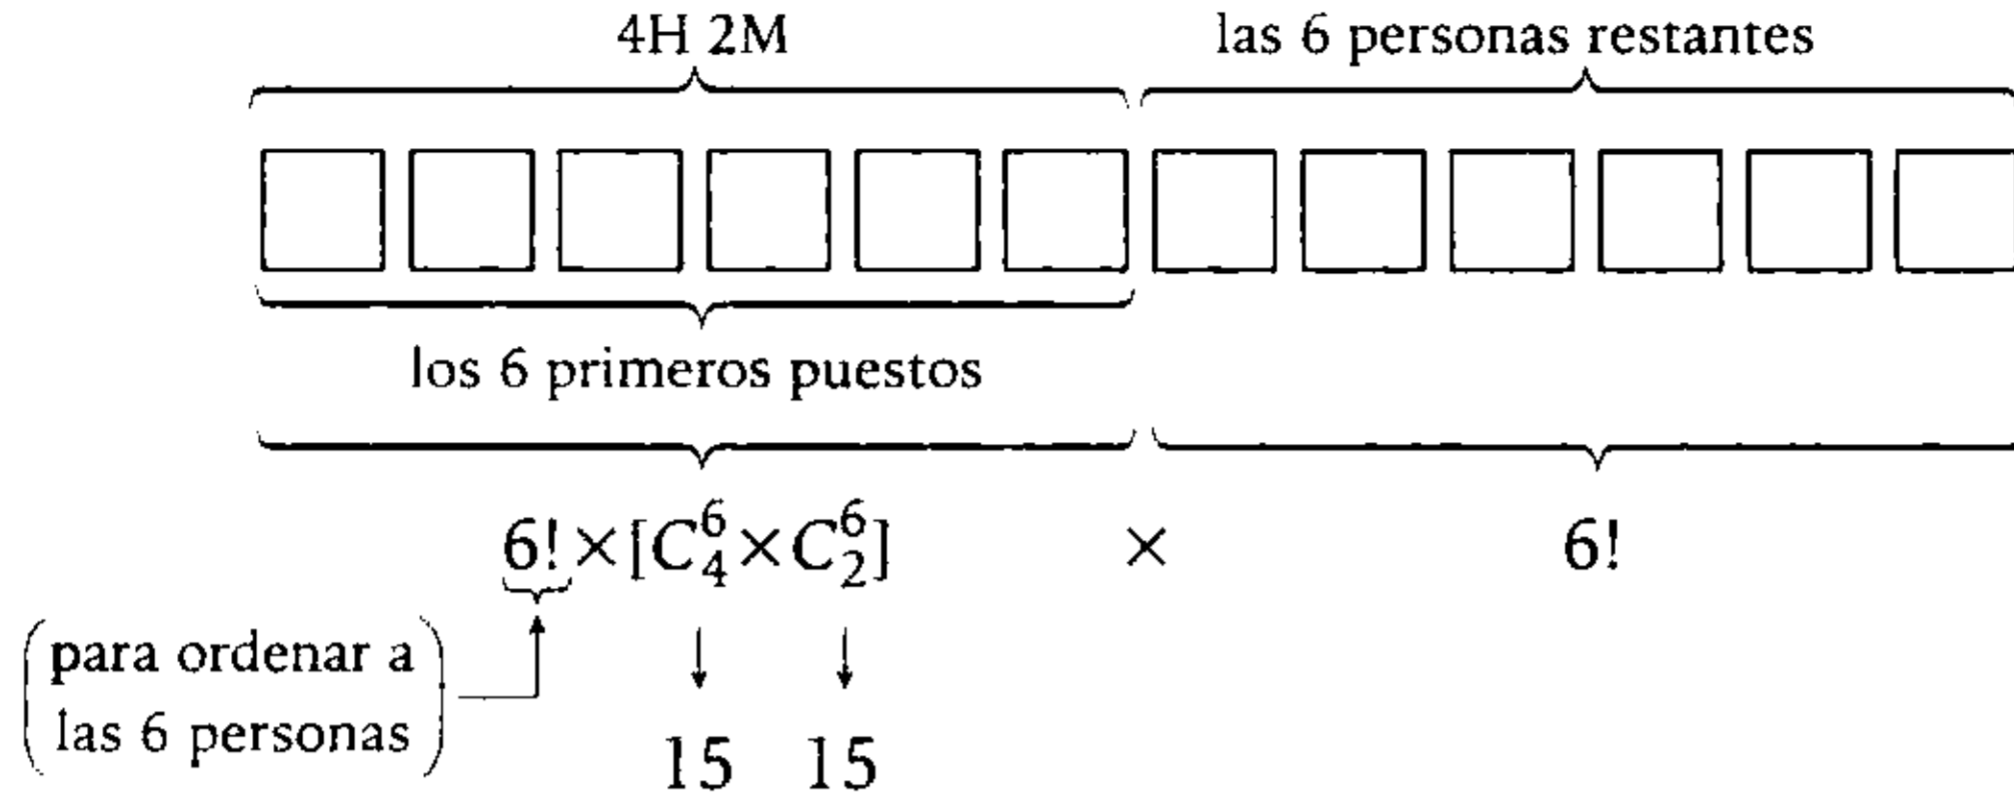 4H 2M las 6 personas restantes
los 6 primeros puestos
6!×[C₄⁶×C₂⁶] × 6!
(para ordenar a
las 6 personas)
15 15